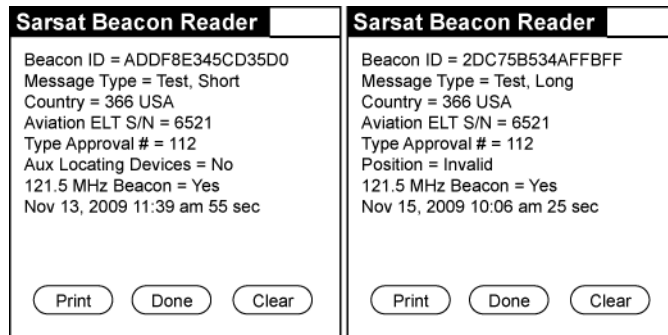 Sarsat Beacon Reader
Beacon ID = ADDF8E345CD35D0
Message Type = Test, Short
Country = 366 USA
Aviation ELT S/N = 6521
Type Approval # = 112
Aux Locating Devices = No
121.5 MHz Beacon = Yes
Nov 13, 2009 11:39 am 55 sec
Print Done Clear
Sarsat Beacon Reader
Beacon ID = 2DC75B534AFFBFF
Message Type = Test, Long
Country = 366 USA
Aviation ELT S/N = 6521
Type Approval # = 112
Position = Invalid
121.5 MHz Beacon = Yes
Nov 15, 2009 10:06 am 25 sec
Print Done Clear